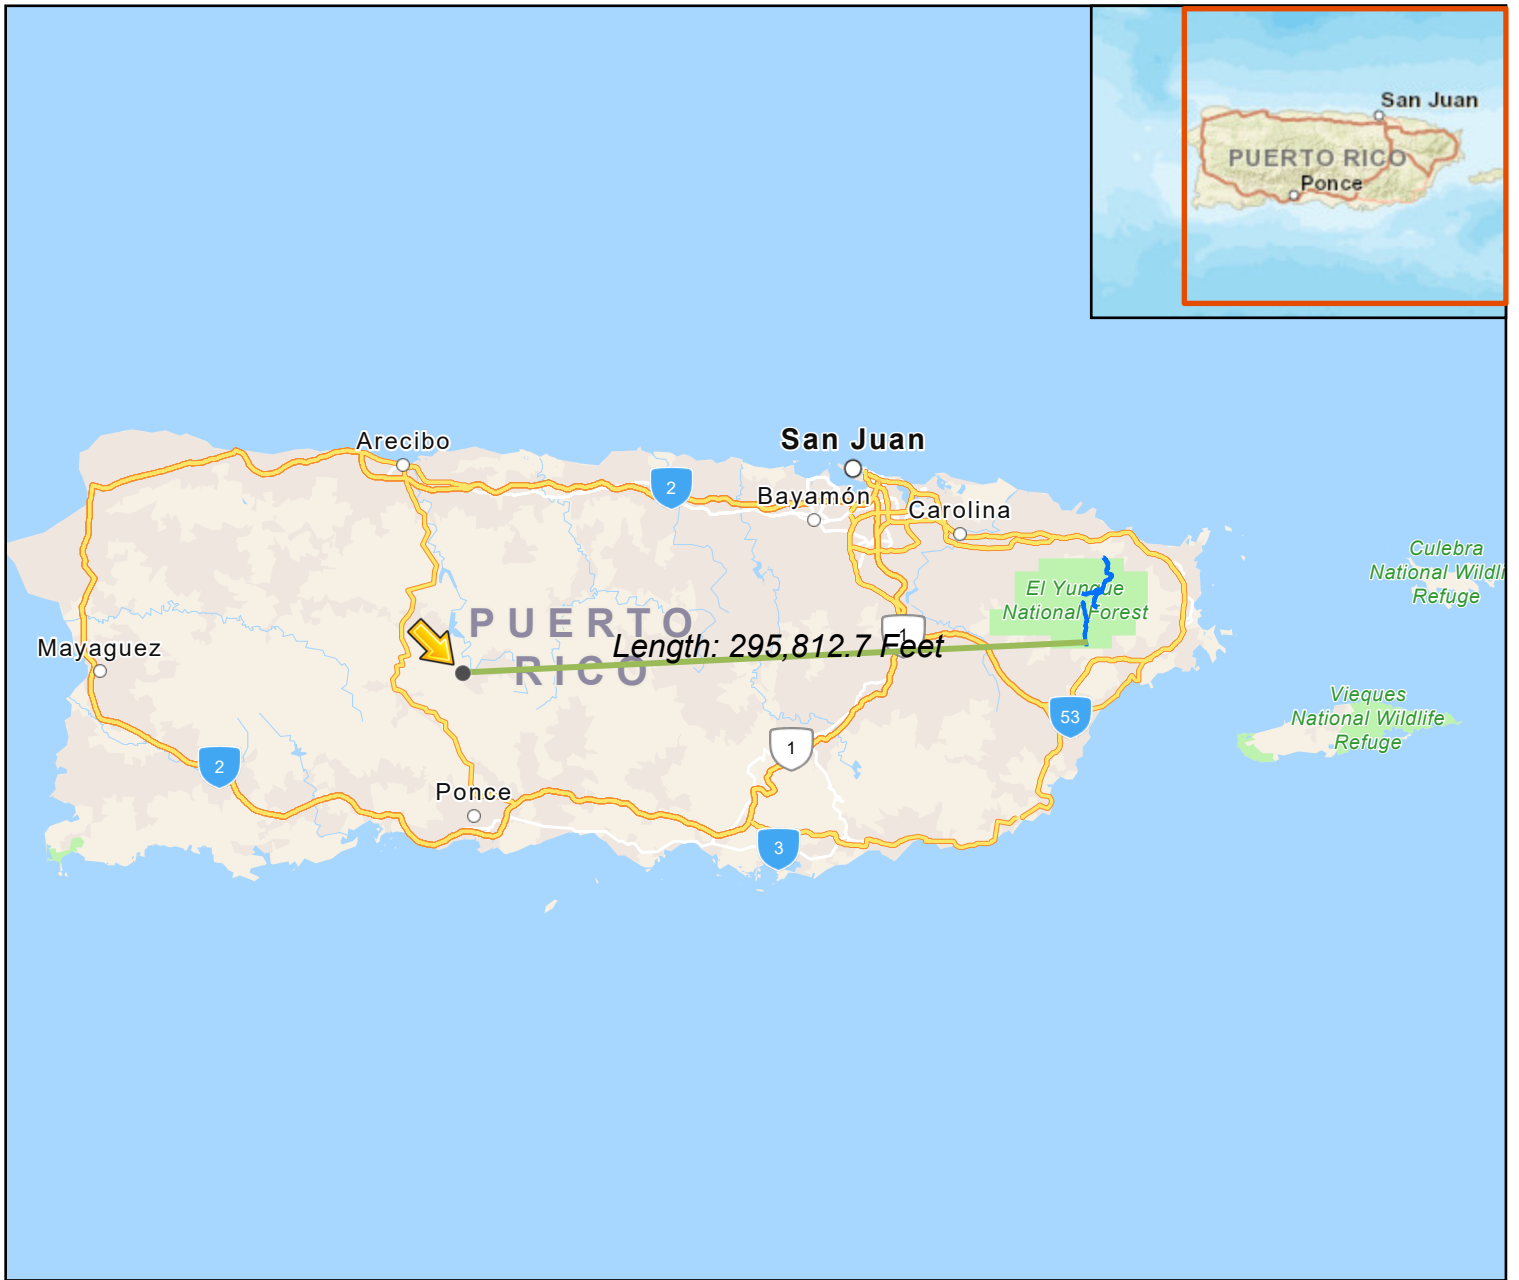 San Juan
PUERTO RICO
Ponce
Arecibo
San Juan
2
Bayamón
Carolina
Culebra
National Wildli
Refuge
El Yunque
National Forest
PUERTO
RICO
1
Length: 295,812.7 Feet
Mayaguez
Vieques
National Wildlife
Refuge
53
1
2
Ponce
3